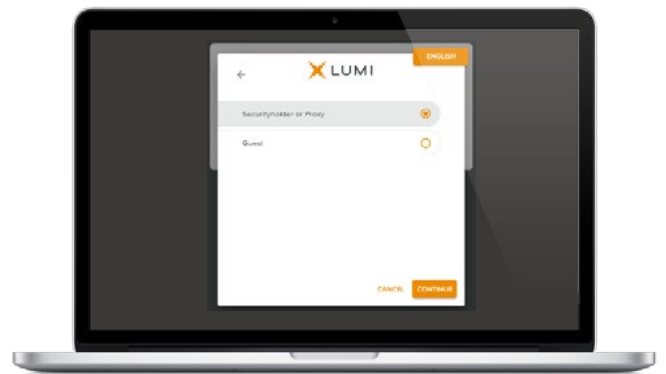 ENGLISH
LUMI
Securityholder or Proxy
Guest
CANCEL
CONTINUE